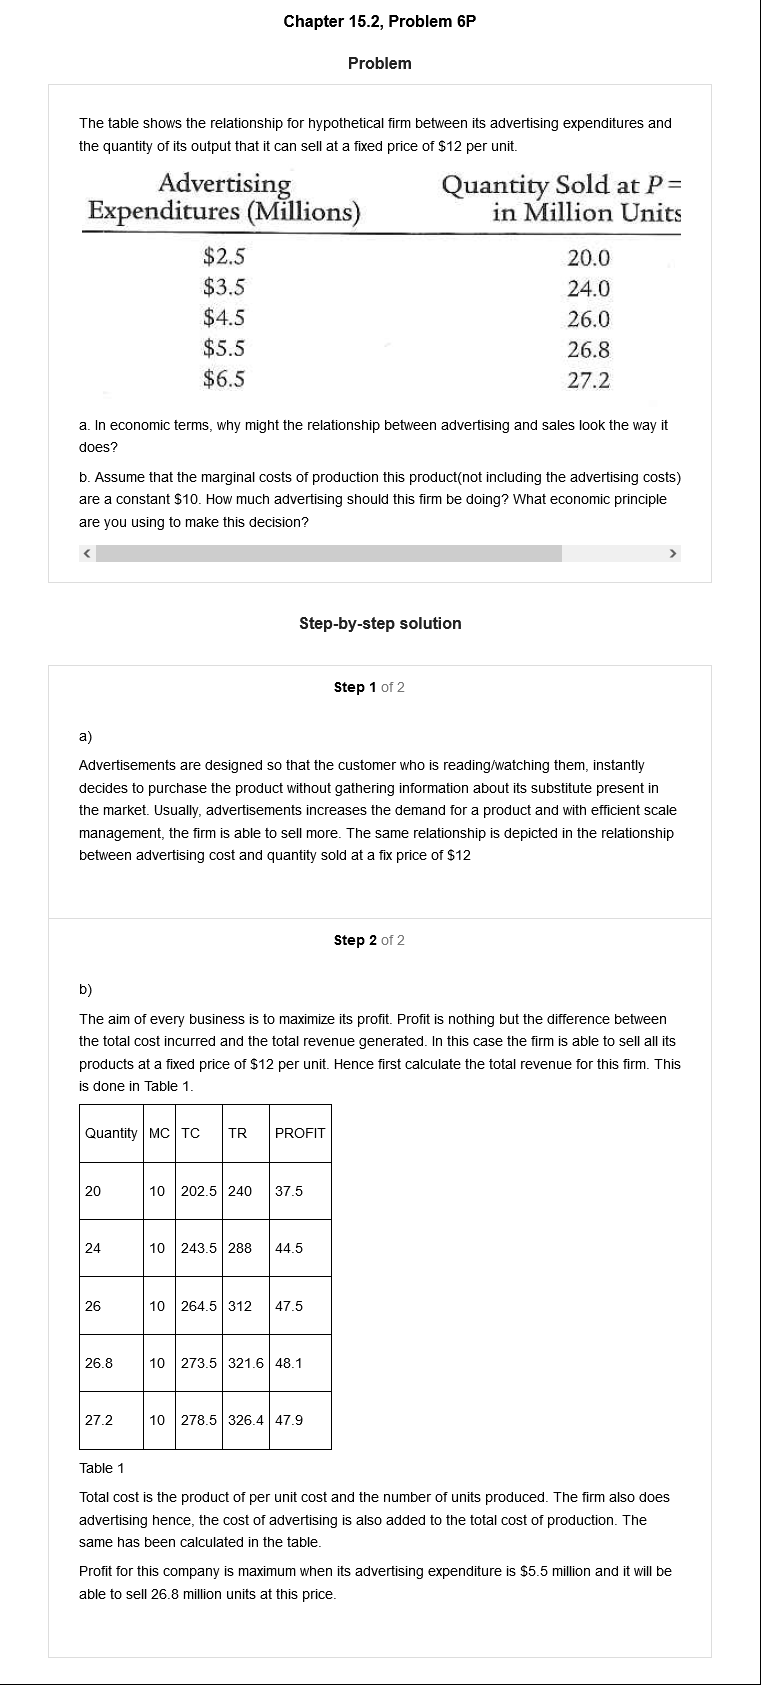 Chapter 15.2, Problem 6P
Problem
The table shows the relationship for hypothetical firm between its advertising expenditures and
the quantity of its output that it can sell at a fixed price of $12 per unit.
Advertising Quantity Sold at P =
Expenditures (Millions) in Million Units
$2.5 20.0
$3.5 24.0
$4.5 26.0
$5.5 26.8
$6.5 27.2
a. In economic terms, why might the relationship between advertising and sales look the way it
does?
b. Assume that the marginal costs of production this product(not including the advertising costs)
are a constant $10. How much advertising should this firm be doing? What economic principle
are you using to make this decision?
Step-by-step solution
Step 1 of 2
a)
Advertisements are designed so that the customer who is reading/watching them, instantly
decides to purchase the product without gathering information about its substitute present in
the market. Usually, advertisements increases the demand for a product and with efficient scale
management, the firm is able to sell more. The same relationship is depicted in the relationship
between advertising cost and quantity sold at a fix price of $12
Step 2 of 2
b)
The aim of every business is to maximize its profit. Profit is nothing but the difference between
the total cost incurred and the total revenue generated. In this case the firm is able to sell all its
products at a fixed price of $12 per unit. Hence first calculate the total revenue for this firm. This
is done in Table 1.
Quantity MC TC TR PROFIT
20 10 202.5 240 37.5
24 10 243.5 288 44.5
26 10 264.5 312 47.5
26.8 10 273.5 321.6 48.1
27.2 10 278.5 326.4 47.9
Table 1
Total cost is the product of per unit cost and the number of units produced. The firm also does
advertising hence, the cost of advertising is also added to the total cost of production. The
same has been calculated in the table.
Profit for this company is maximum when its advertising expenditure is $5.5 million and it will be
able to sell 26.8 million units at this price.